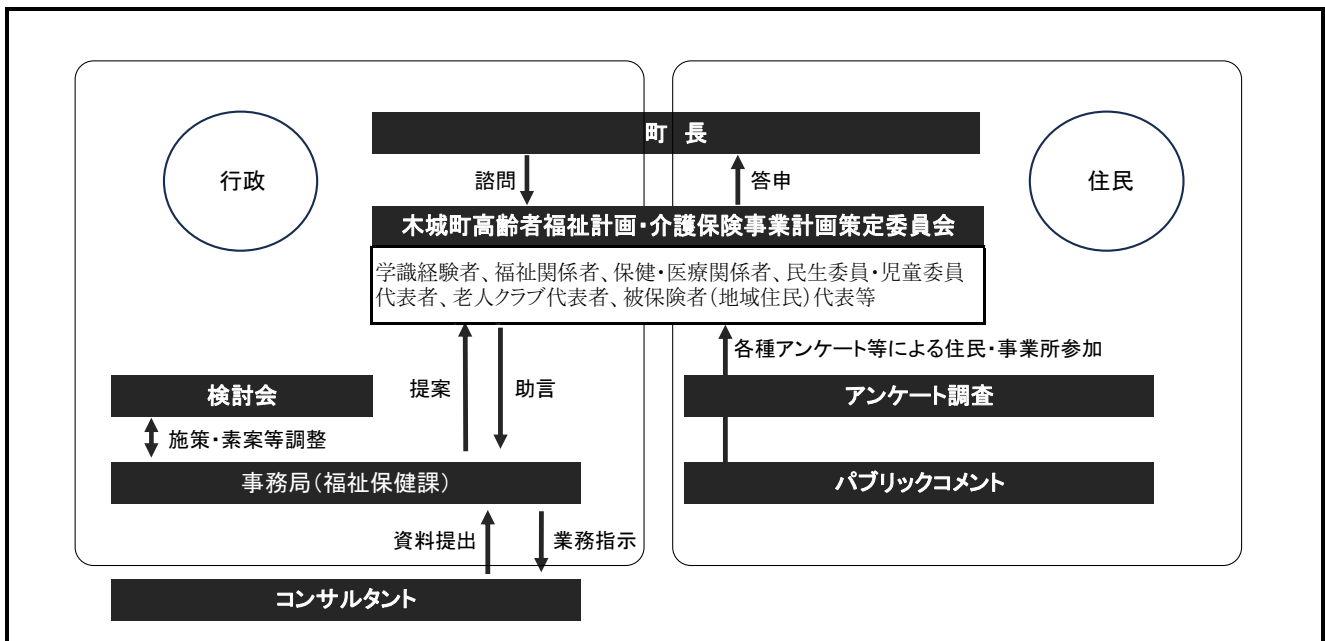 町 長
行政
住民
諮問
答申
木城町高齢者福祉計画・介護保険事業計画策定委員会
学識経験者、福祉関係者、保健・医療関係者、民生委員・児童委員
代表者、老人クラブ代表者、被保険者(地域住民)代表等
各種アンケート等による住民・事業所参加
提案
助言
検討会
アンケート調査
施策・素案等調整
事務局(福祉保健課)
パブリックコメント
資料提出
業務指示
コンサルタント